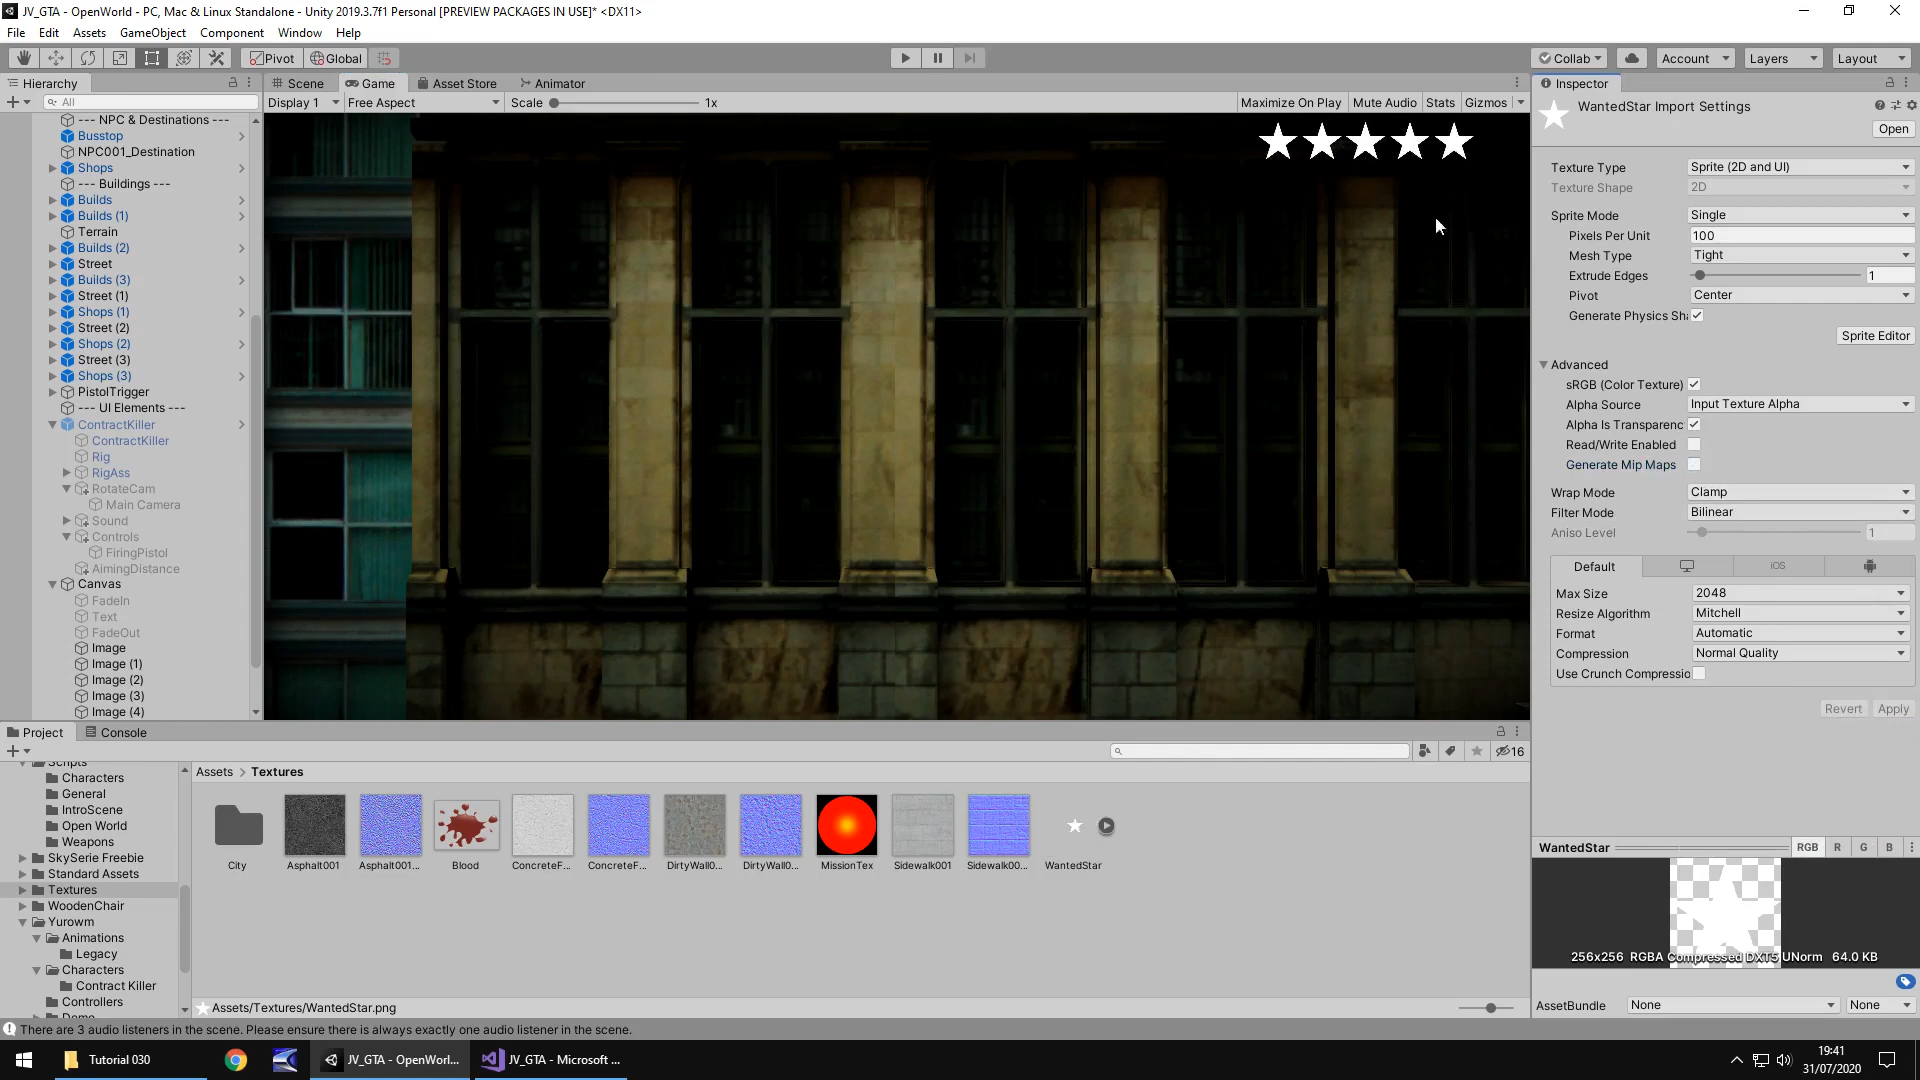 JV_GTA - OpenWorld - PC, Mac & Linux Standalone - Unity 2019.3.7f1 Personal [PREVIEW PACKAGES IN USE]* <DX11>
File Edit Assets GameObject Component Window Help
Pivot Global Collab Account Layers Layout
Hierarchy Scene Game Asset Store Animator Inspector
All Display 1 Free Aspect Scale 1x Maximize On Play Mute Audio Stats Gizmos
WantedStar Import Settings
Open
--- NPC & Destinations ---
Busstop
NPC001_Destination
Shops
--- Buildings ---
Builds
Builds (1)
Terrain
Builds (2)
Street
Builds (3)
Street (1)
Shops (1)
Street (2)
Shops (2)
Street (3)
Shops (3)
PistolTrigger
--- UI Elements ---
ContractKiller
ContractKiller
Rig
RigAss
RotateCam
Main Camera
Sound
Controls
FiringPistol
AimingDistance
Canvas
FadeIn
Text
FadeOut
Image
Image (1)
Image (2)
Image (3)
Image (4)
Texture Type Sprite (2D and UI)
Texture Shape 2D
Sprite Mode Single
Pixels Per Unit 100
Mesh Type Tight
Extrude Edges 1
Pivot Center
Generate Physics Sh
Sprite Editor
Advanced
sRGB (Color Texture)
Alpha Source Input Texture Alpha
Alpha Is Transparenc
Read/Write Enabled
Generate Mip Maps
Wrap Mode Clamp
Filter Mode Bilinear
Aniso Level 1
Default iOS
Max Size 2048
Resize Algorithm Mitchell
Format Automatic
Compression Normal Quality
Use Crunch Compressio
Revert Apply
Project Console
16
Scripts
Characters
General
IntroScene
Open World
Weapons
SkySerie Freebie
Standard Assets
Textures
WoodenChair
Yurowm
Animations
Legacy
Characters
Contract Killer
Controllers
Demo
Assets > Textures
City Asphalt001 Asphalt001... Blood ConcreteF... ConcreteF... DirtyWall0... DirtyWall0... MissionTex Sidewalk001 Sidewalk00... WantedStar
Assets/Textures/WantedStar.png
WantedStar RGB R G B
256x256 RGBA Compressed DXT5 UNorm 64.0 KB
AssetBundle None None
There are 3 audio listeners in the scene. Please ensure there is always exactly one audio listener in the scene.
Tutorial 030 JV_GTA - OpenWorl... JV_GTA - Microsoft ...
19:41
31/07/2020